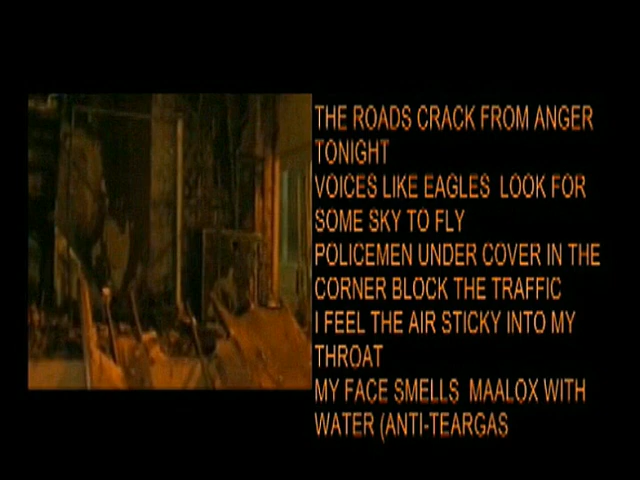 THE ROADS CRACK FROM ANGER
TONIGHT
VOICES LIKE EAGLES LOOK FOR
SOME SKY TO FLY
POLICEMEN UNDER COVER IN THE
CORNER BLOCK THE TRAFFIC
I FEEL THE AIR STICKY INTO MY
THROAT
MY FACE SMELLS MAALOX WITH
WATER (ANTI-TEARGAS